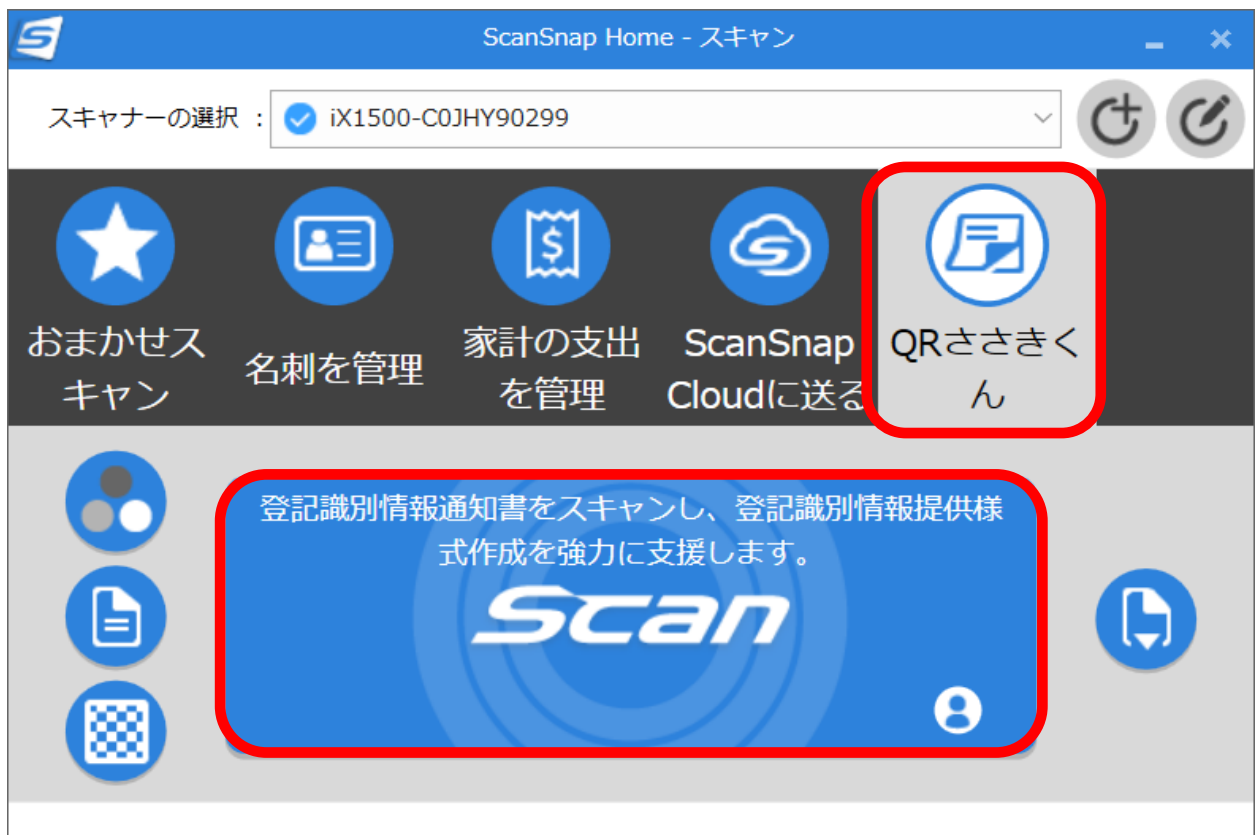 ScanSnap Home - スキャン
スキャナーの選択 : iX1500-C0JHY90299
おまかせス
キャン
名刺を管理
家計の支出
を管理
ScanSnap
Cloudに送る
QRささきく
ん
登記識別情報通知書をスキャンし、登記識別情報提供様
式作成を強力に支援します。
Scan